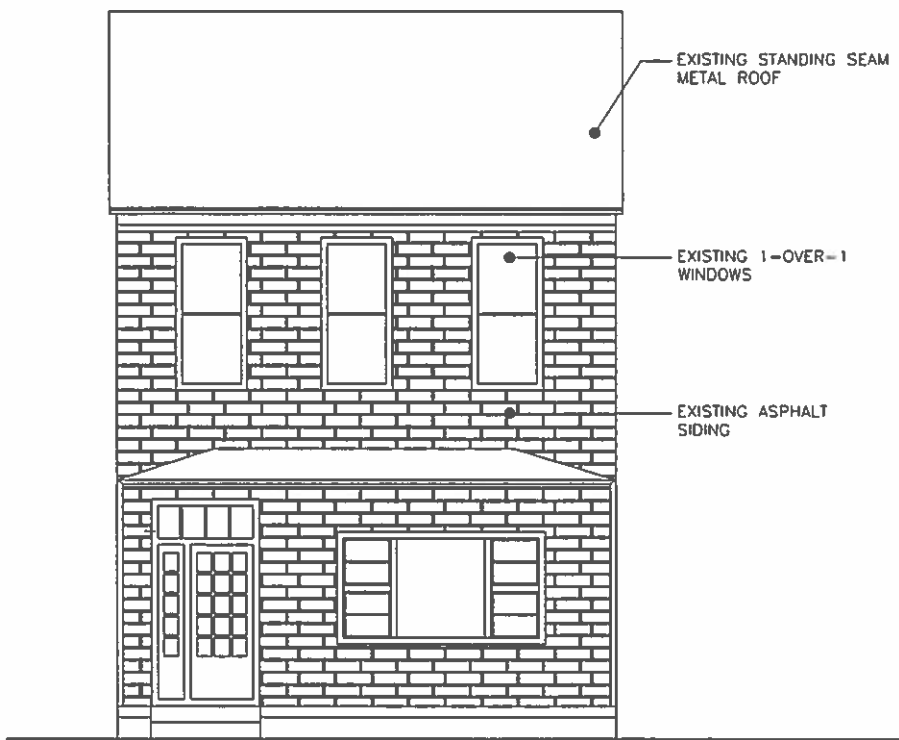 EXISTING STANDING SEAM
METAL ROOF
EXISTING 1-OVER-1
WINDOWS
EXISTING ASPHALT
SIDING